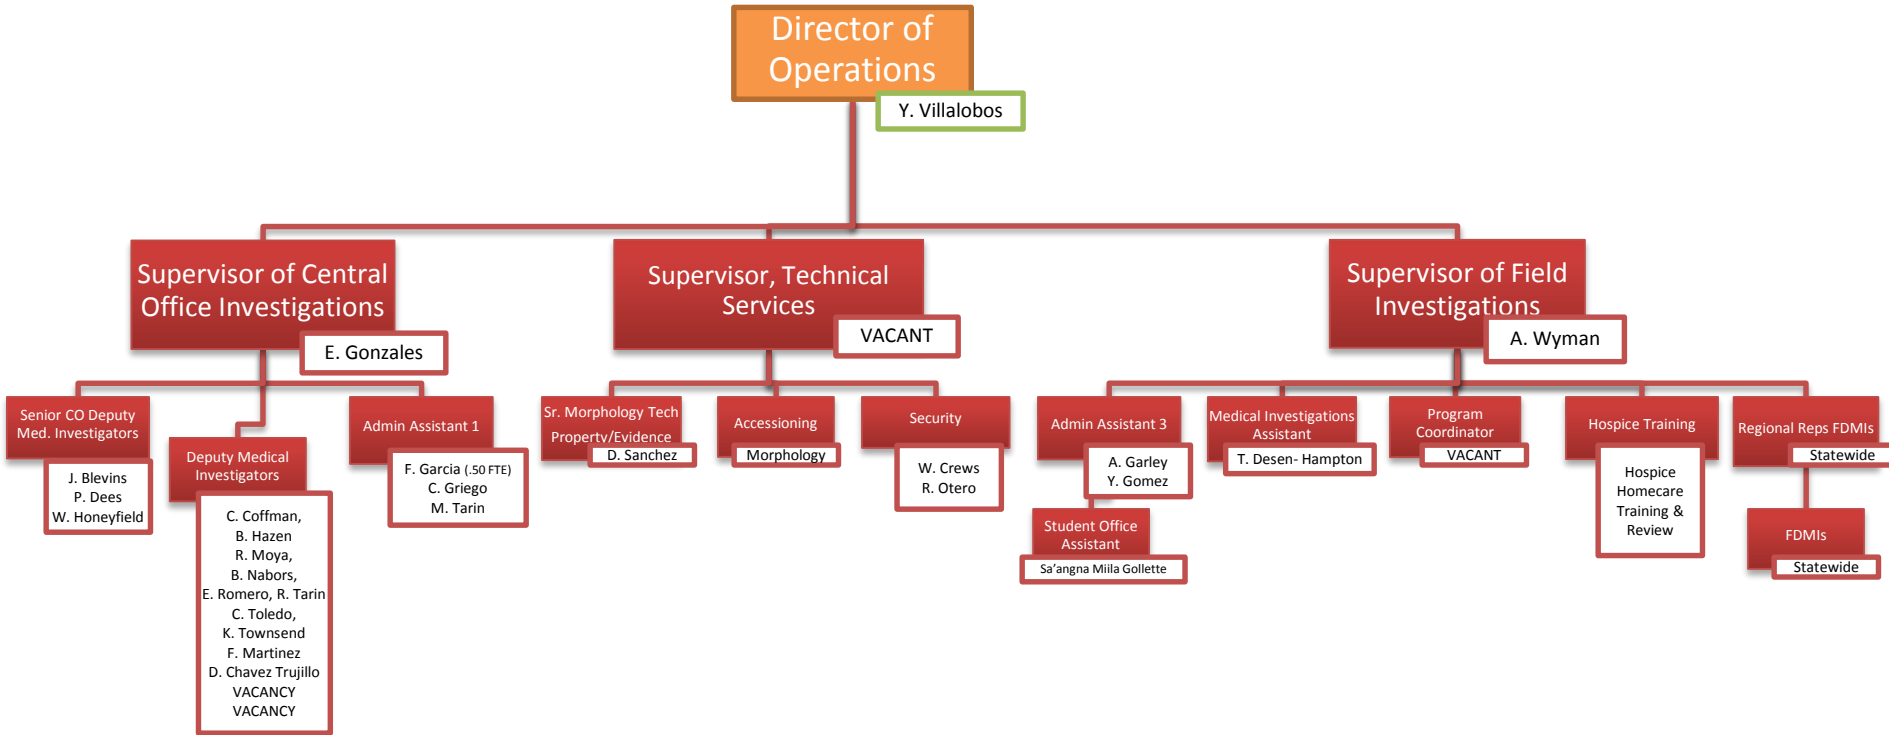 Director of
Operations
Y. Villalobos
Supervisor of Central
Office Investigations
E. Gonzales
Supervisor, Technical
Services
VACANT
Supervisor of Field
Investigations
A. Wyman
Senior CO Deputy
Med. Investigators
J. Blevins
P. Dees
W. Honeyfield
Deputy Medical
Investigators
C. Coffman,
B. Hazen
R. Moya,
B. Nabors,
E. Romero, R. Tarin
C. Toledo,
K. Townsend
F. Martinez
D. Chavez Trujillo
VACANCY
VACANCY
Admin Assistant 1
F. Garcia (.50 FTE)
C. Griego
M. Tarin
Sr. Morphology Tech
Property/Evidence
D. Sanchez
Accessioning
Morphology
Security
W. Crews
R. Otero
Admin Assistant 3
A. Garley
Y. Gomez
Student Office
Assistant
Sa'angna Miila Gollette
Medical Investigations
Assistant
T. Desen- Hampton
Program
Coordinator
VACANT
Hospice Training
Hospice
Homecare
Training &
Review
Regional Reps FDMIs
Statewide
FDMIs
Statewide